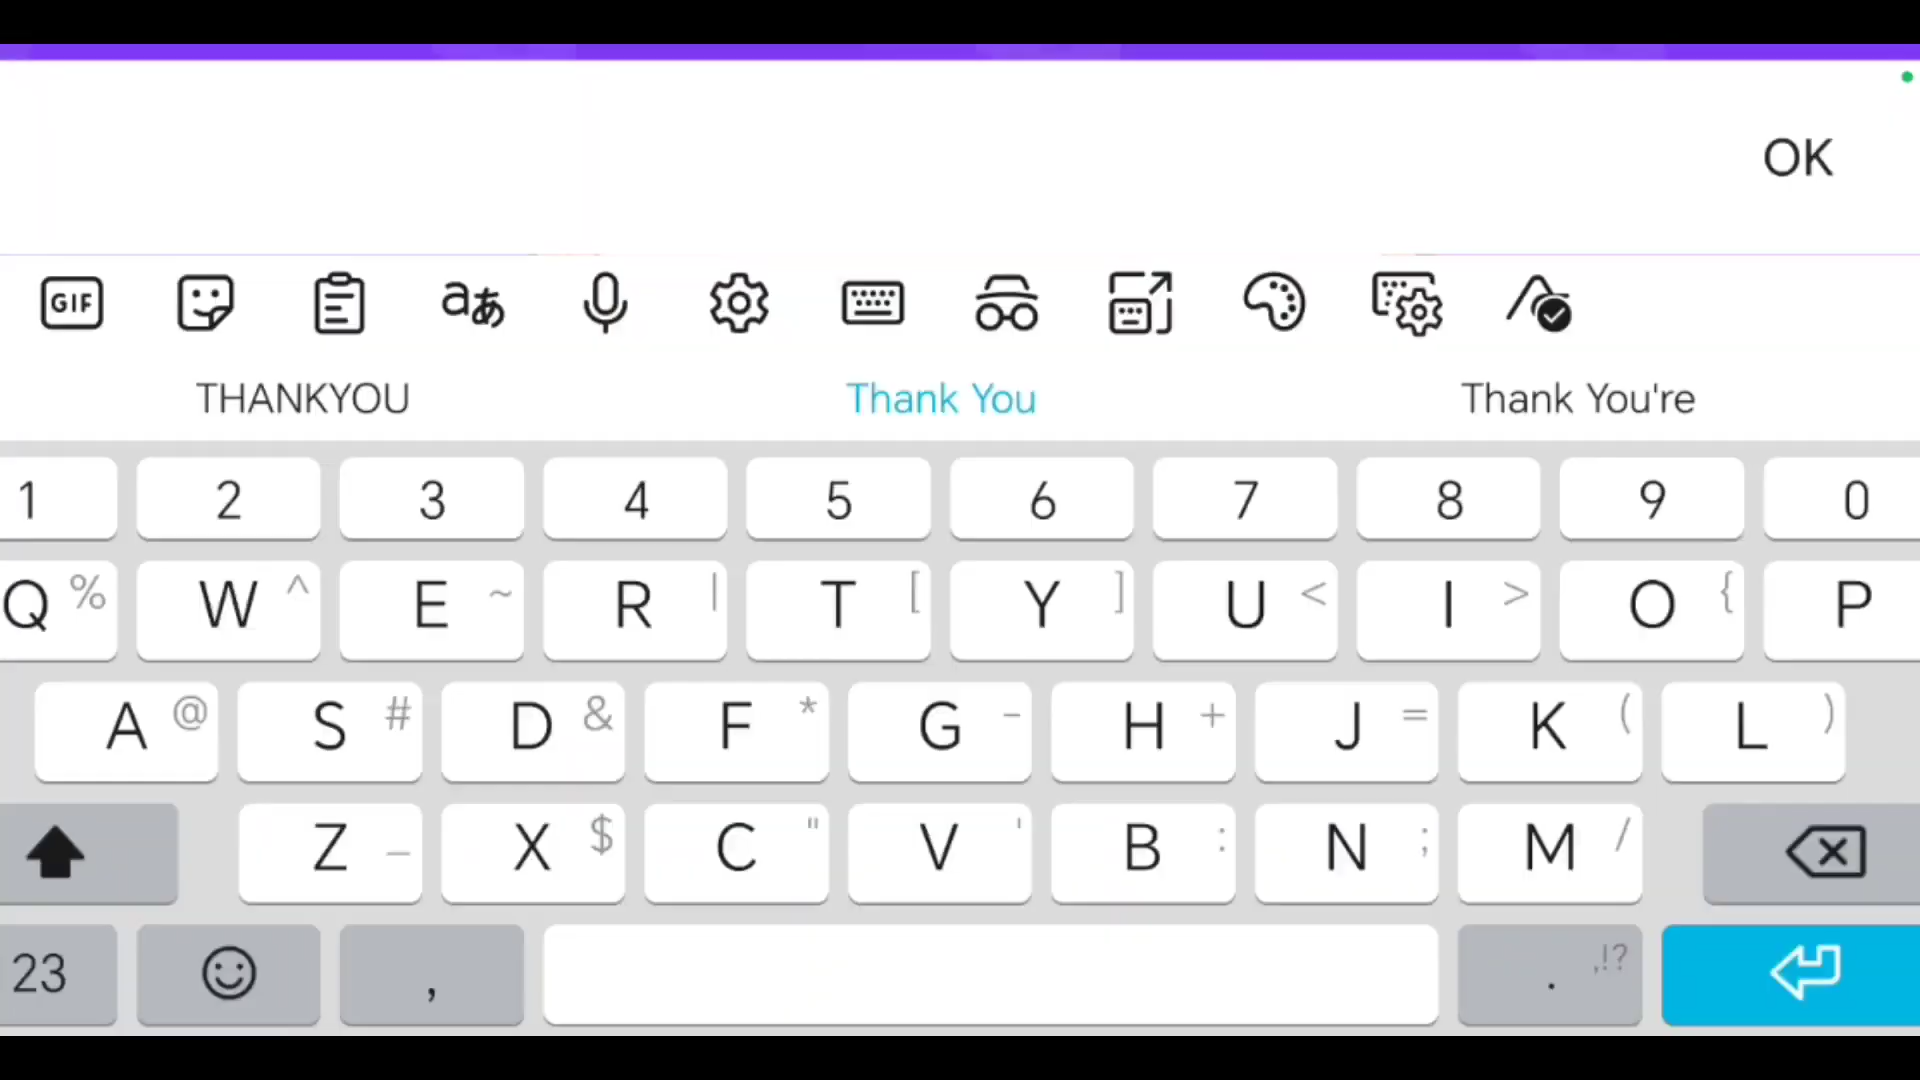 OK
GIF aあ
THANKYOU Thank You Thank You're
1 2 3 4 5 6 7 8 9 0
Q % W ^ E ~ R | T [ Y ] U < I > O { P
A @ S # D & F * G - H + J = K ( L )
Z _ X $ C " V ' B : N ; M /
23 , . ,!?